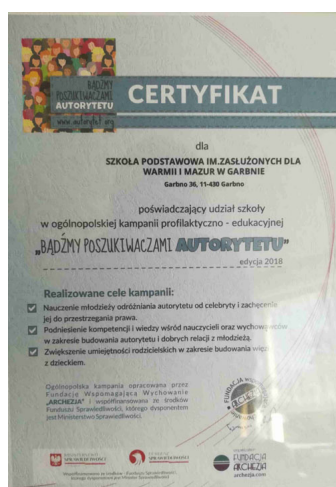 BĄDŹMY
POSZUKIWACZAMI
AUTORYTETU
www.autorytet.org
CERTYFIKAT
dla
SZKOŁA PODSTAWOWA IM.ZASŁUŻONYCH DLA
WARMII I MAZUR W GARBNIE
Garbno 36, 11-430 Garbno
poświadczający udział szkoły
w ogólnopolskiej kampanii profilaktyczno - edukacyjnej
„BĄDŹMY POSZUKIWACZAMI AUTORYTETU”
edycja 2018
Realizowane cele kampanii:
Nauczenie młodzieży odróżniania autorytetu od celebryty i zachęcenie
jej do przestrzegania prawa.
Podniesienie kompetencji i wiedzy wśród nauczycieli oraz wychowawców
w zakresie budowania autorytetu i dobrych relacji z młodzieżą.
Zwiększenie umiejętności rodzicielskich w zakresie budowania więzi
z dzieckiem.
Ogólnopolska kampania opracowana przez
Fundację Wspomagającą Wychowanie
„ARCHEZJA” i współfinansowana ze środków
Funduszu Sprawiedliwości, którego dysponentem
jest Ministerstwo Sprawiedliwości.
FUNDACJA
ARCHEZJA
archezja.com